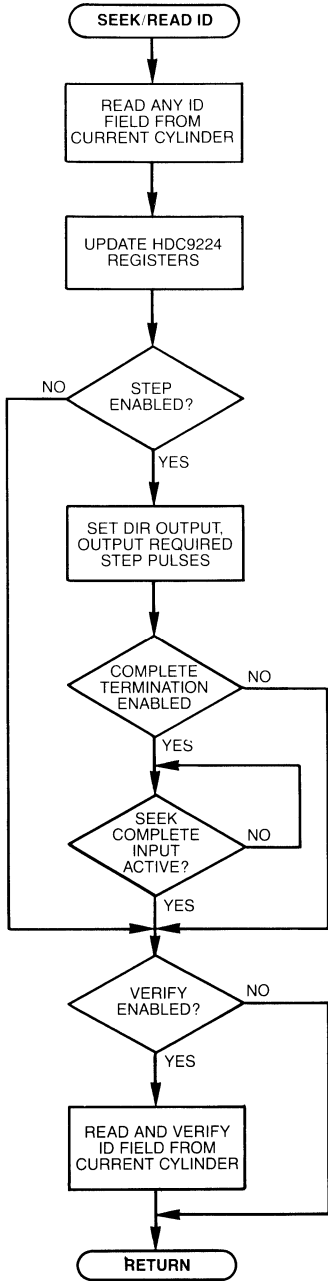 SEEK/READ ID
READ ANY ID
FIELD FROM
CURRENT CYLINDER
UPDATE HDC9224
REGISTERS
NO
STEP
ENABLED?
YES
SET DIR OUTPUT,
OUTPUT REQUIRED
STEP PULSES
COMPLETE
TERMINATION
ENABLED
NO
YES
SEEK
COMPLETE
INPUT
ACTIVE?
NO
YES
VERIFY
ENABLED?
NO
YES
READ AND VERIFY
ID FIELD FROM
CURRENT CYLINDER
RETURN